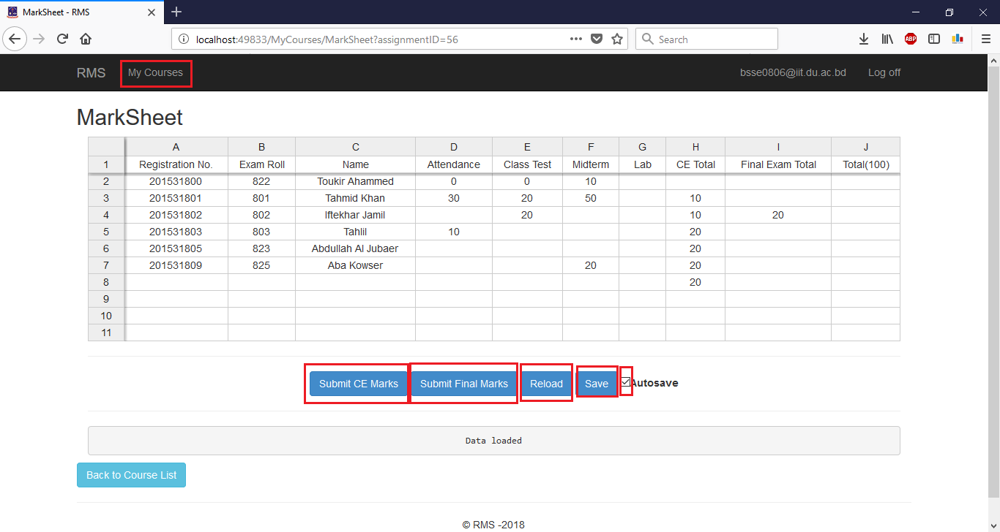 MarkSheet - RMS
localhost:49833/MyCourses/MarkSheet?assignmentID=56
Search
ABP
RMS My Courses bsse0806@iit.du.ac.bd Log off
MarkSheet
A B C D E F G H I J
1 Registration No. Exam Roll Name Attendance Class Test Midterm Lab CE Total Final Exam Total Total(100)
2 201531800 822 Toukir Ahammed 0 0 10
3 201531801 801 Tahmid Khan 30 20 50 10
4 201531802 802 Iftekhar Jamil 20 10 20
5 201531803 803 Tahlil 10 20
6 201531805 823 Abdullah Al Jubaer 20
7 201531809 825 Aba Kowser 20 20
8 20
9
10
11
Submit CE Marks Submit Final Marks Reload Save Autosave
Data loaded
Back to Course List
© RMS -2018